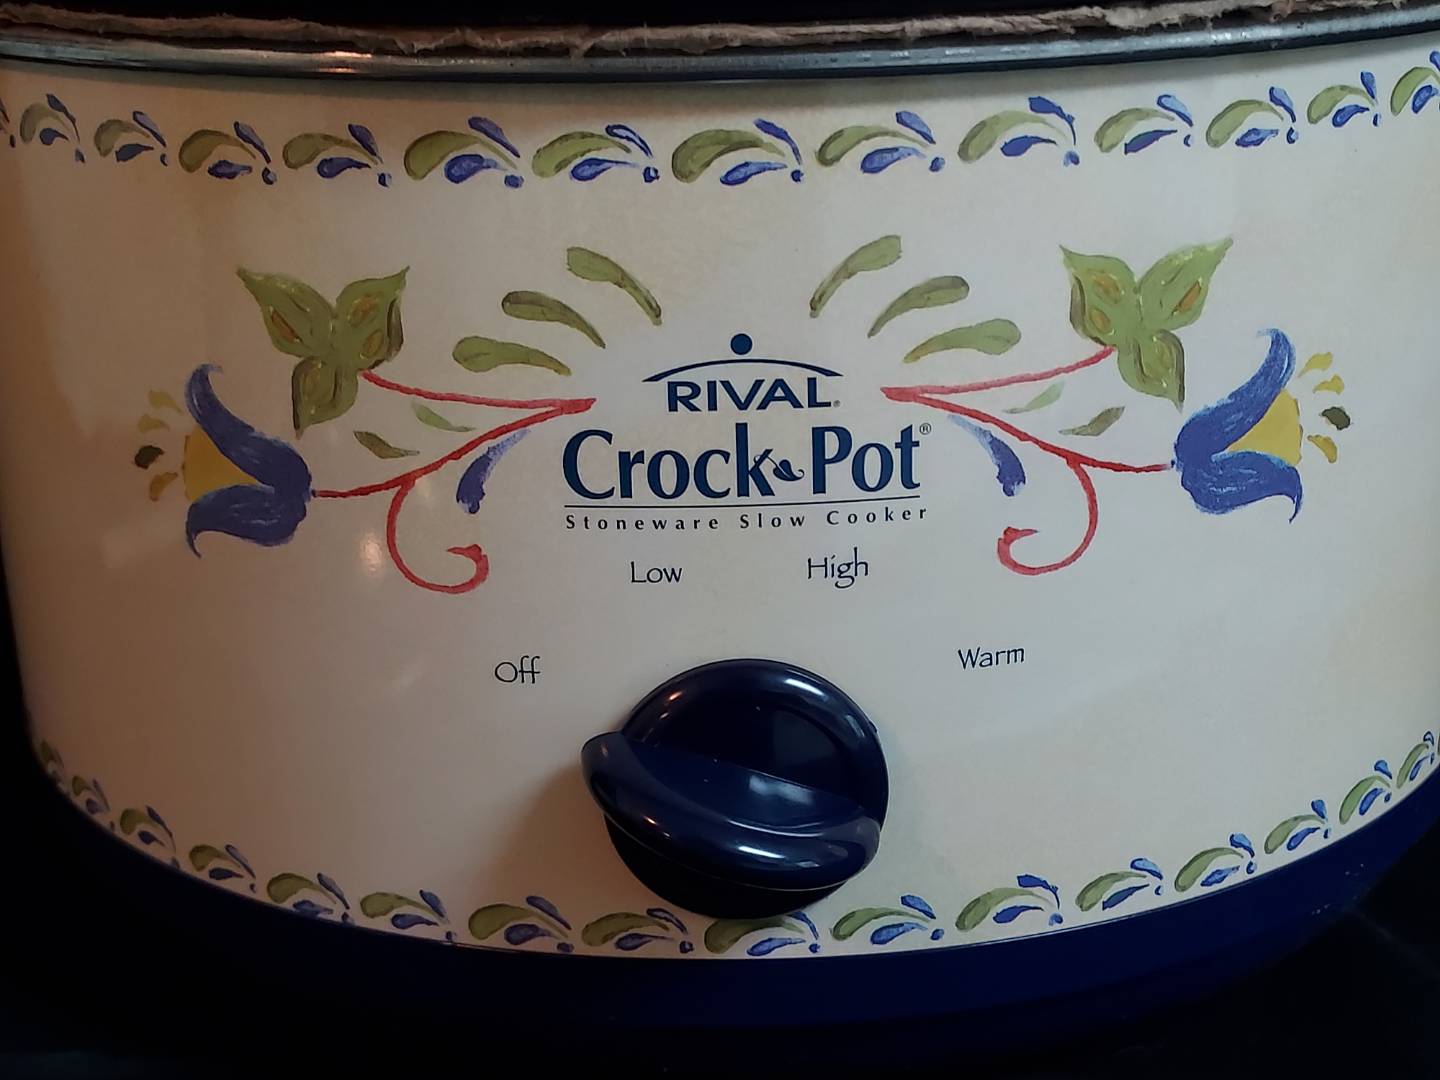 RIVAL®
Crock Pot®
Stoneware Slow Cooker
Low High
Off Warm